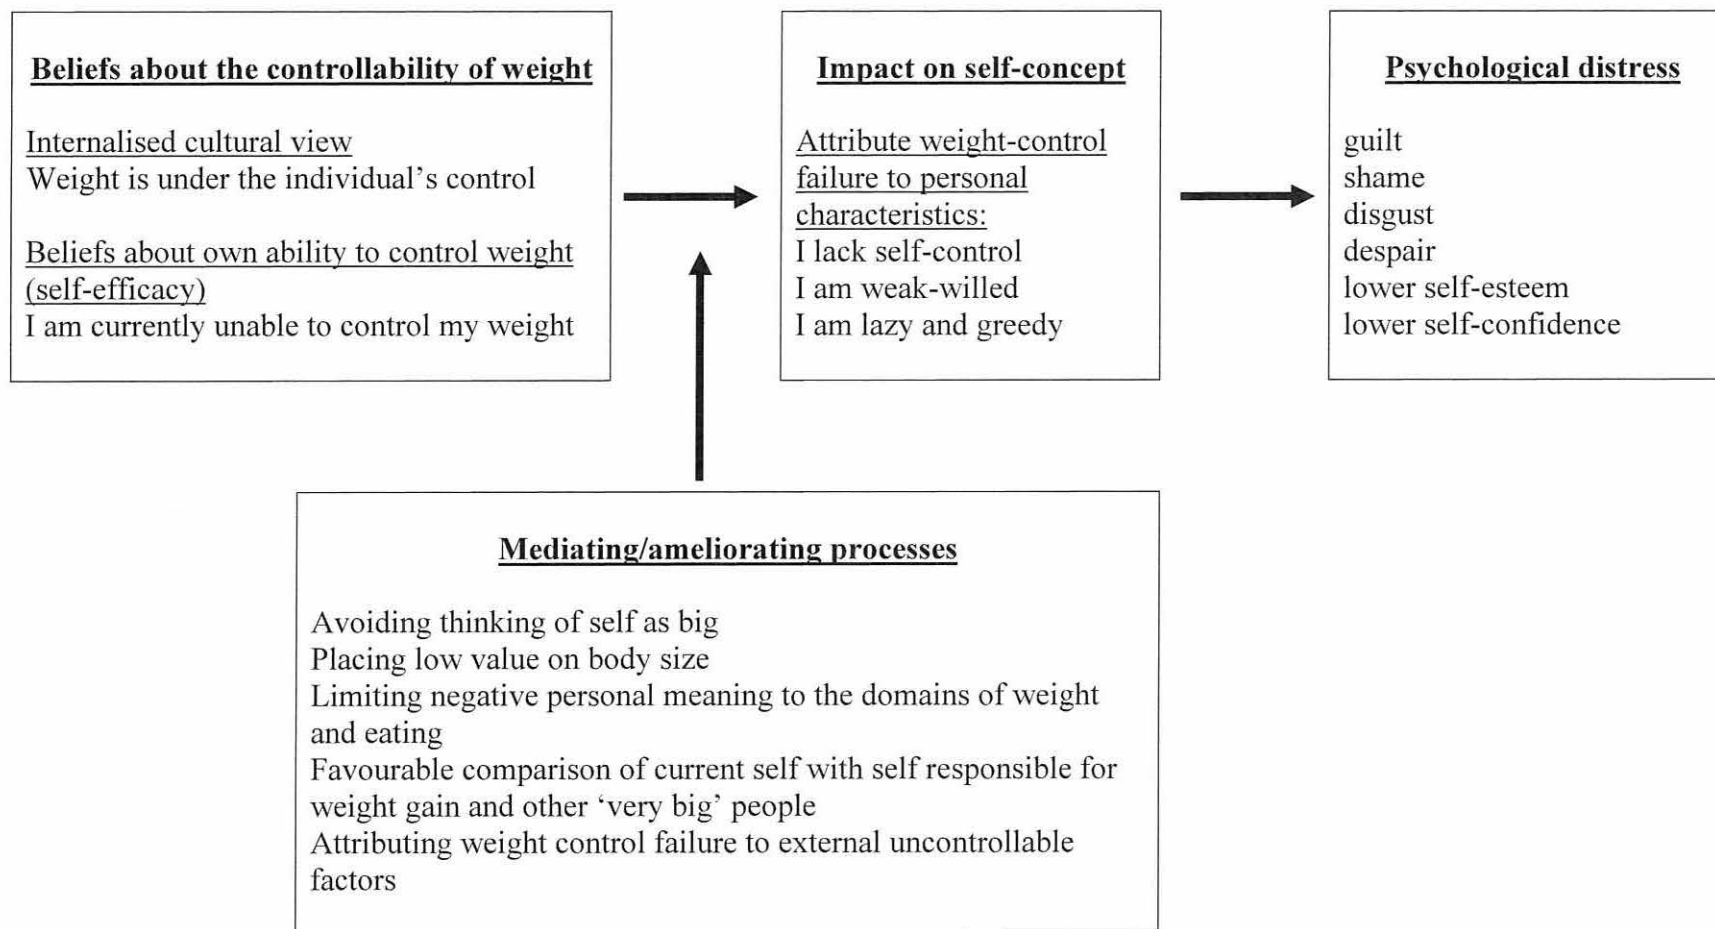 Beliefs about the controllability of weight
Internalised cultural view
Weight is under the individual's control
Beliefs about own ability to control weight
(self-efficacy)
I am currently unable to control my weight
Impact on self-concept
Attribute weight-control
failure to personal
characteristics:
I lack self-control
I am weak-willed
I am lazy and greedy
Psychological distress
guilt
shame
disgust
despair
lower self-esteem
lower self-confidence
Mediating/ameliorating processes
Avoiding thinking of self as big
Placing low value on body size
Limiting negative personal meaning to the domains of weight
and eating
Favourable comparison of current self with self responsible for
weight gain and other ‘very big’ people
Attributing weight control failure to external uncontrollable
factors